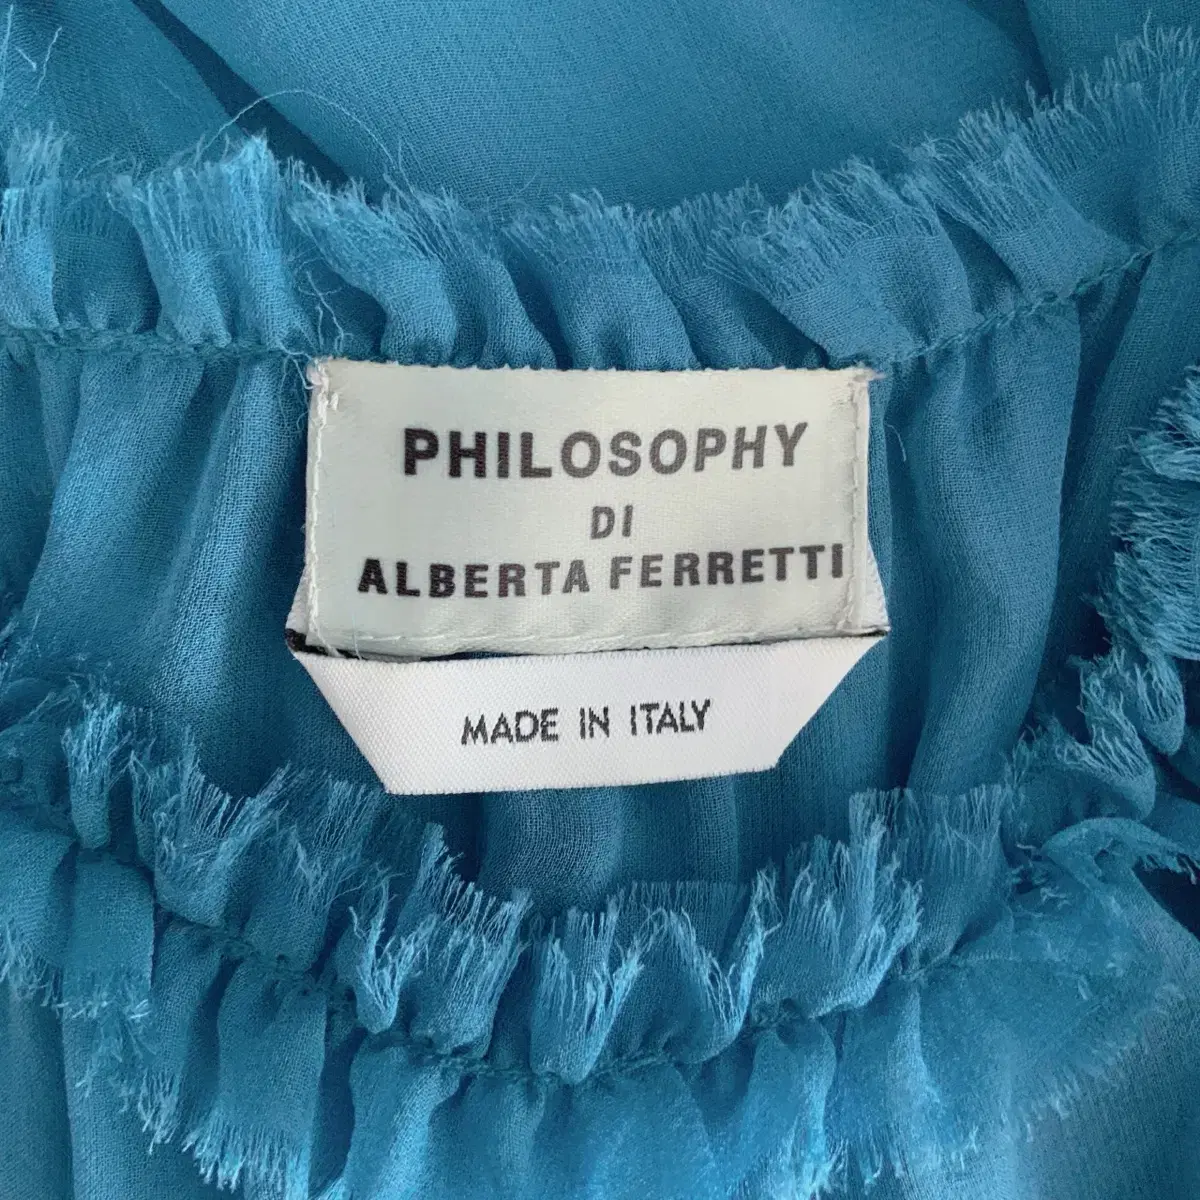 PHILOSOPHY
DI
ALBERTA FERRETTI
MADE IN ITALY